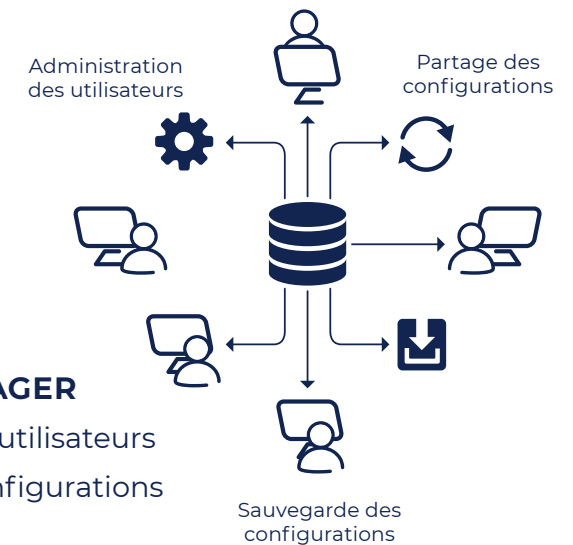 Administration
des utilisateurs
Partage des
configurations
AGER
utilisateurs
nfigurations
Sauvegarde des
configurations